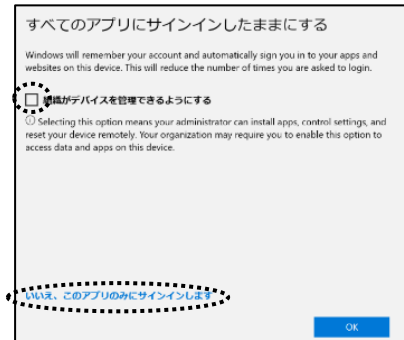 すべてのアプリにサインインしたままにする
Windows will remember your account and automatically sign you in to your apps and
websites on this device. This will reduce the number of times you are asked to login.
組織がデバイスを管理できるようにする
Selecting this option means your administrator can install apps, control settings, and
reset your device remotely. Your organization may require you to enable this option to
access data and apps on this device.
いいえ、このアプリのみにサインインします
OK